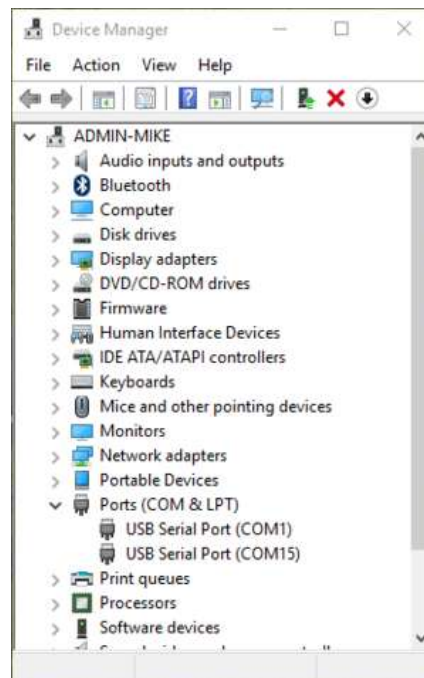 Device Manager
File Action View Help
ADMIN-MIKE
Audio inputs and outputs
Bluetooth
Computer
Disk drives
Display adapters
DVD/CD-ROM drives
Firmware
Human Interface Devices
IDE ATA/ATAPI controllers
Keyboards
Mice and other pointing devices
Monitors
Network adapters
Portable Devices
Ports (COM & LPT)
USB Serial Port (COM1)
USB Serial Port (COM15)
Print queues
Processors
Software devices